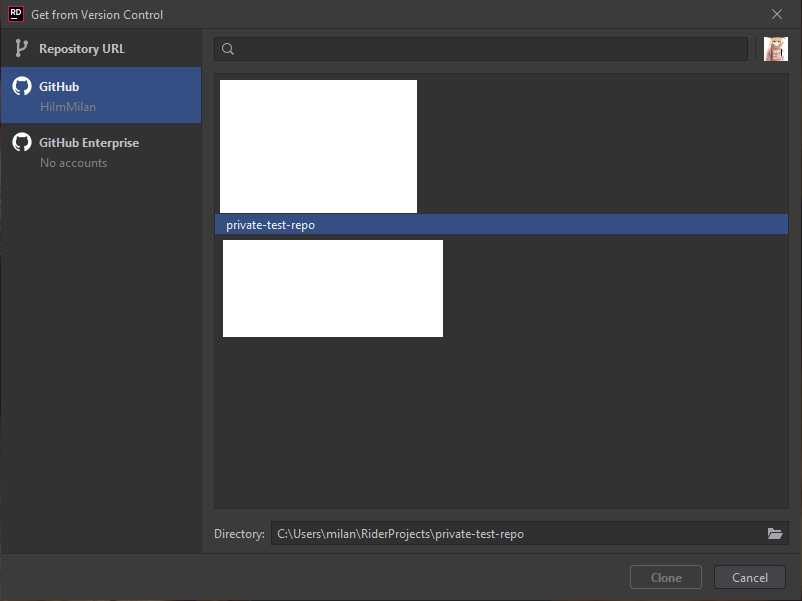 RD
Get from Version Control
Repository URL
GitHub
HiImMilan
GitHub Enterprise
No accounts
private-test-repo
Directory:
C:\Users\milan\RiderProjects\private-test-repo
Clone
Cancel